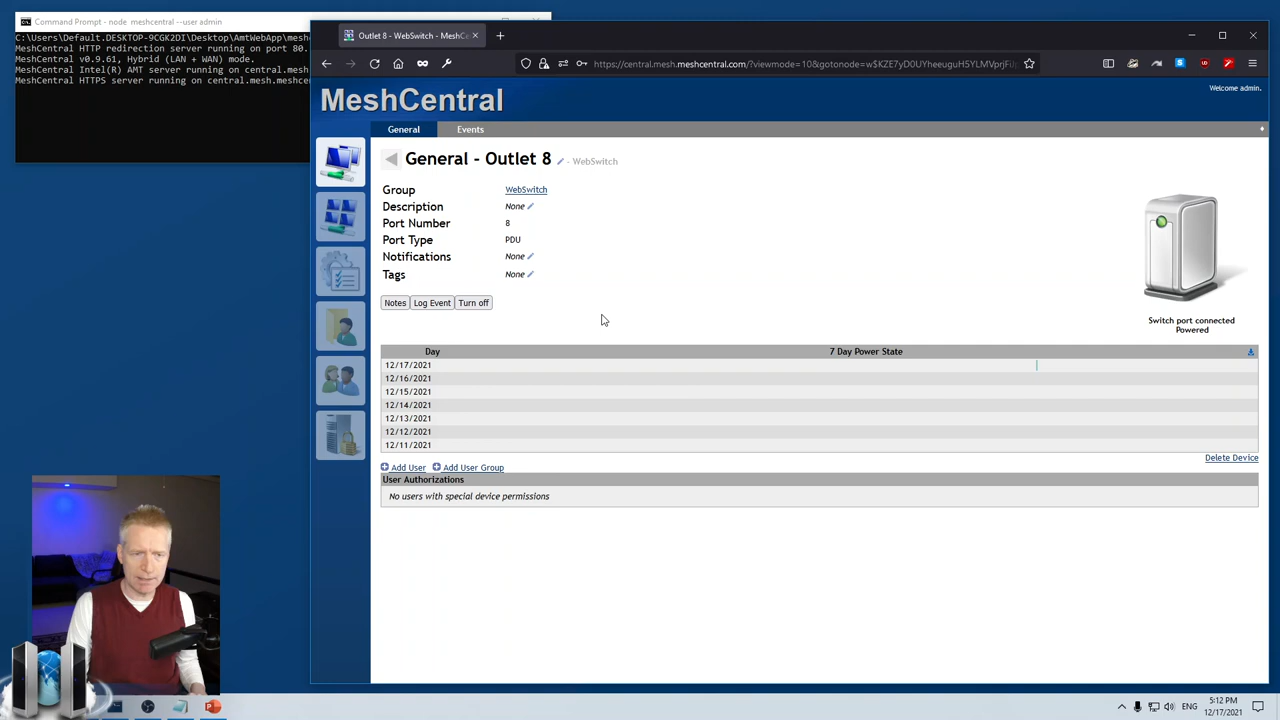 Command Prompt - node  meshcentral --user admin
C:\Users\Default.DESKTOP-9CGK2DI\Desktop\AmtWebApp\mesh
MeshCentral HTTP redirection server running on port 80.
MeshCentral v0.9.61, Hybrid (LAN + WAN) mode.
MeshCentral Intel(R) AMT server running on central.mesh
MeshCentral HTTPS server running on central.mesh.meshce
Outlet 8 - WebSwitch - MeshCe
https://central.mesh.meshcentral.com/?viewmode=10&gotonode=w$KZE7yD0UYheeuguH5YLMVprjFi
MeshCentral
Welcome admin.
General
Events
General - Outlet 8 - WebSwitch
Group WebSwitch
Description None
Port Number 8
Port Type PDU
Notifications None
Tags None
Notes Log Event Turn off
Switch port connected
Powered
Day 7 Day Power State
12/17/2021
12/16/2021
12/15/2021
12/14/2021
12/13/2021
12/12/2021
12/11/2021
Delete Device
Add User Add User Group
User Authorizations
No users with special device permissions
ENG
5:12 PM
12/17/2021